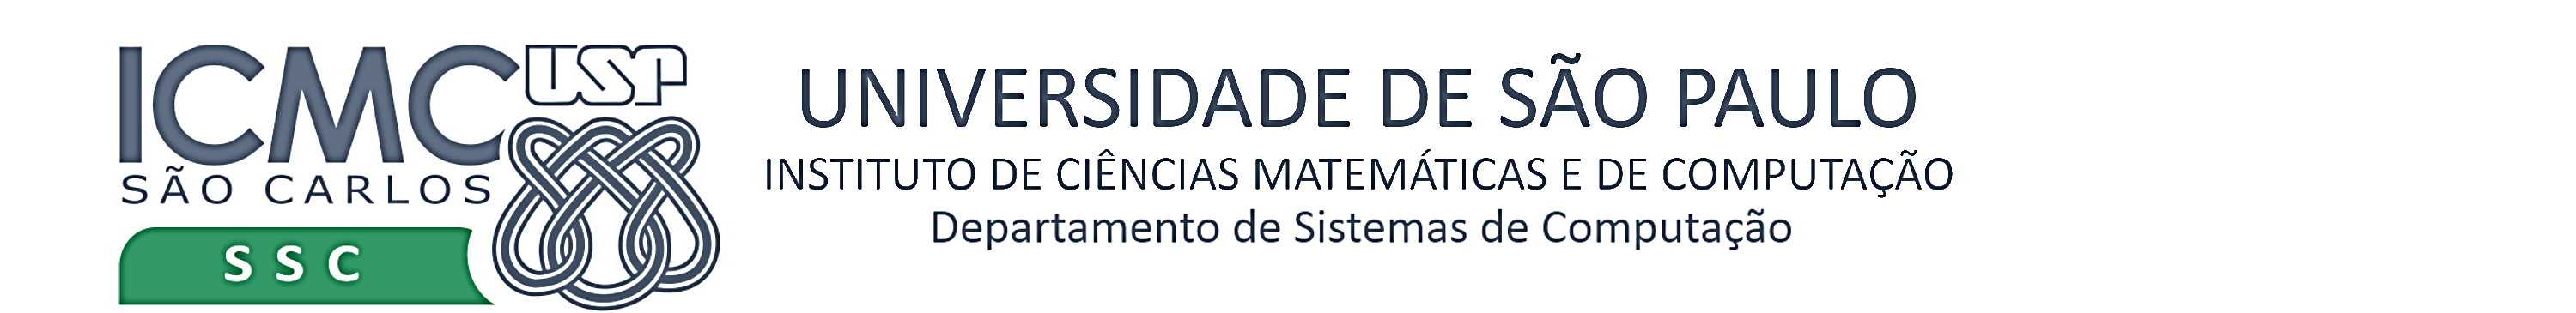 ICMC USP
SÃO CARLOS
SSC
UNIVERSIDADE DE SÃO PAULO
INSTITUTO DE CIÊNCIAS MATEMÁTICAS E DE COMPUTAÇÃO
Departamento de Sistemas de Computação